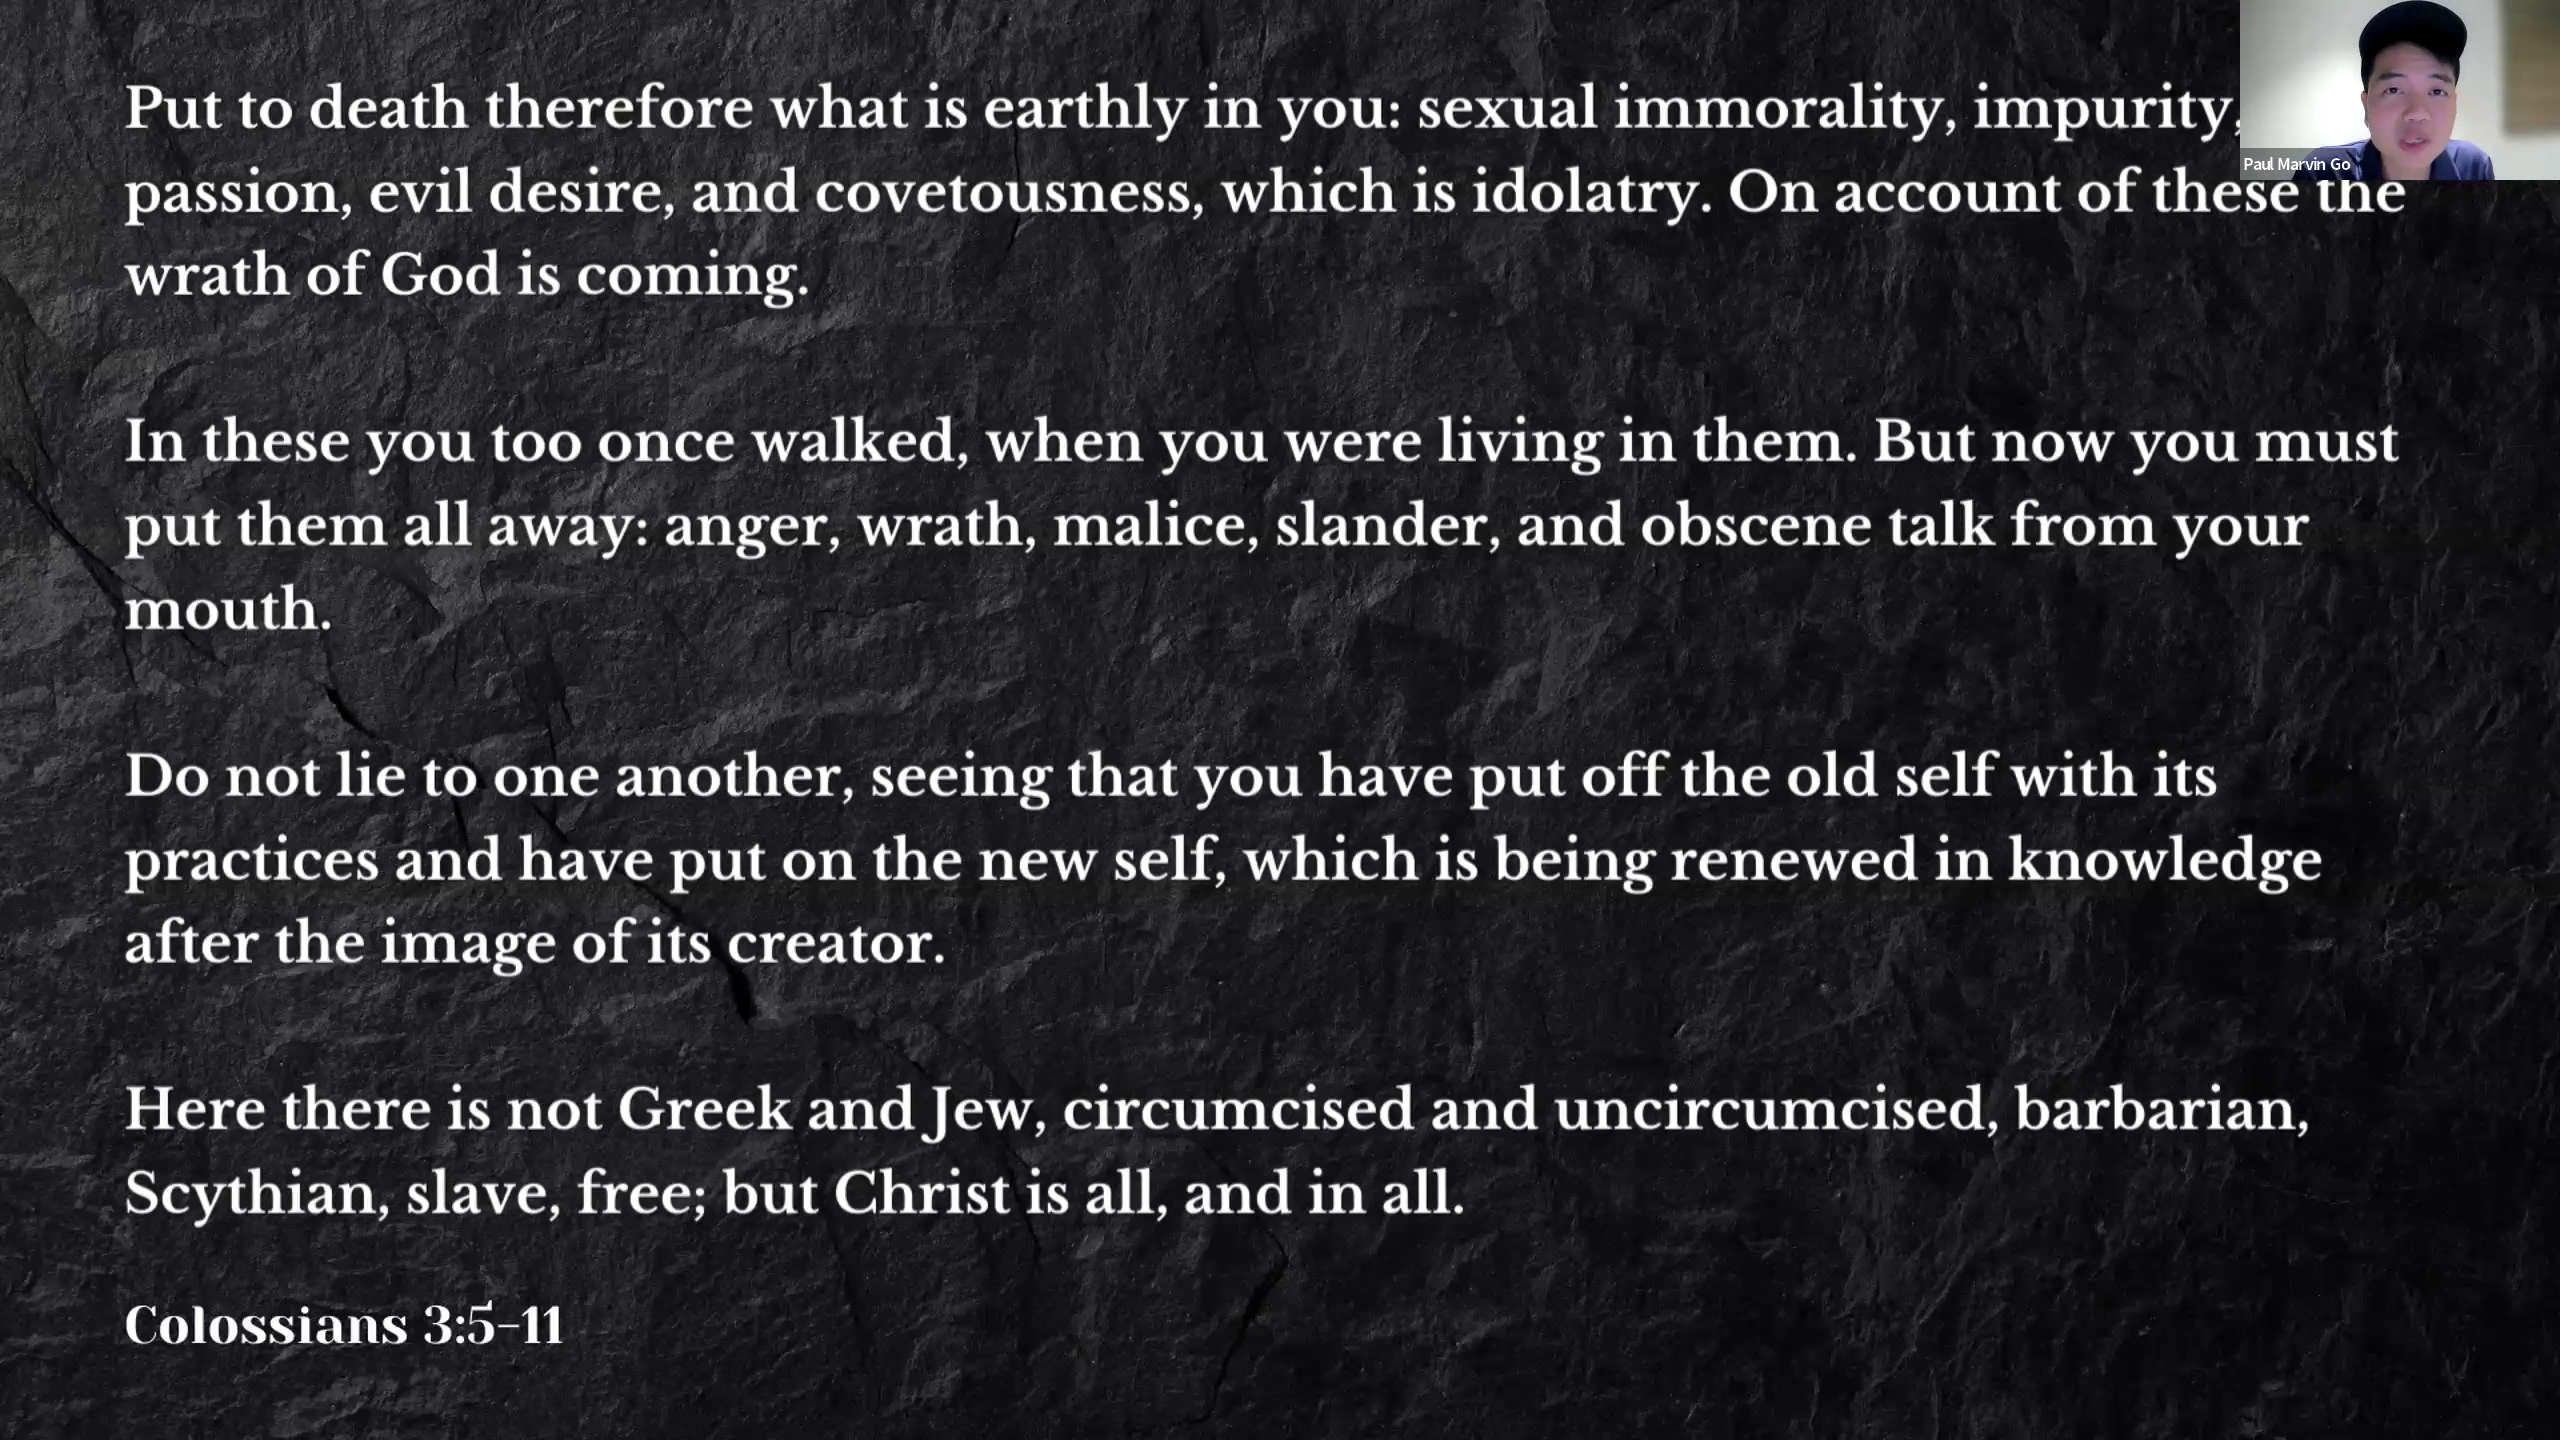 Put to death therefore what is earthly in you: sexual immorality, impurity,
passion, evil desire, and covetousness, which is idolatry. On account of these the
wrath of God is coming.
In these you too once walked, when you were living in them. But now you must
put them all away: anger, wrath, malice, slander, and obscene talk from your
mouth.
Do not lie to one another, seeing that you have put off the old self with its
practices and have put on the new self, which is being renewed in knowledge
after the image of its creator.
Here there is not Greek and Jew, circumcised and uncircumcised, barbarian,
Scythian, slave, free; but Christ is all, and in all.
Colossians 3:5-11
Paul Marvin Go